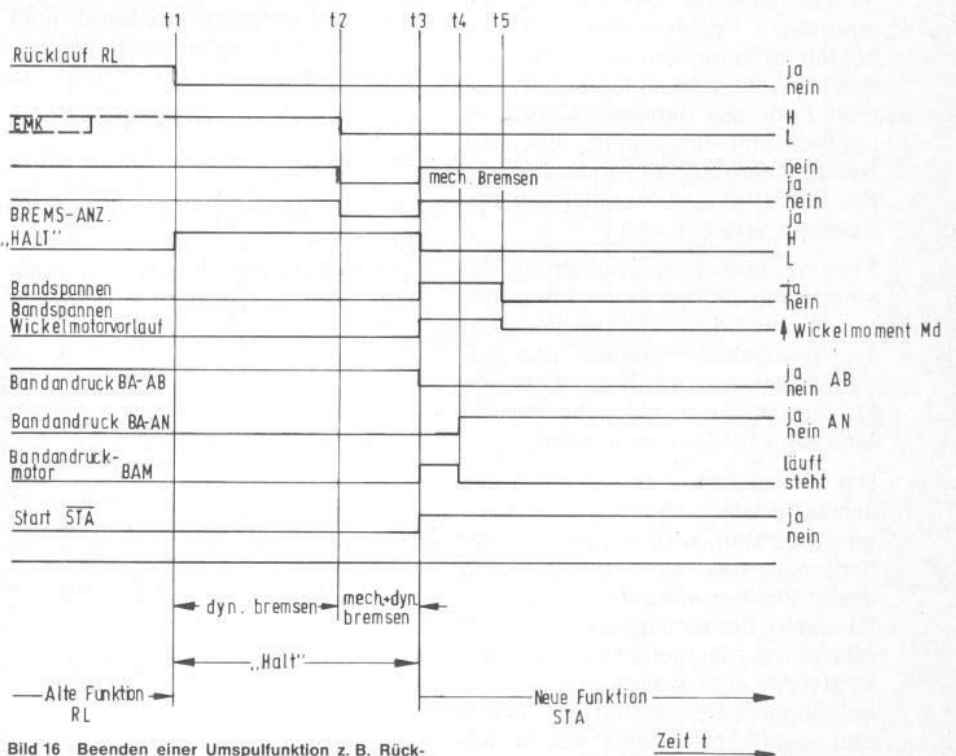 t1 t2 t3 t4 t5
Rücklauf RL
ja
nein
EMK
H
L
nein
mech. Bremsen
ja
nein
BREMS-ANZ.
ja
„HALT"
H
L
Bandspannen
ja
nein
Bandspannen
Wickelmotorvorlauf
Wickelmoment Md
Bandandruck BA-AB
ja
nein AB
Bandandruck BA-AN
ja
nein AN
Bandandruck-
motor BAM
läuft
steht
Start STA
ja
nein
dyn. bremsen
mech.+dyn.
bremsen
„Halt"
Alte Funktion
RL
Neue Funktion
STA
Zeit t
Bild 16 Beenden einer Umspulfunktion z. B. Rück-